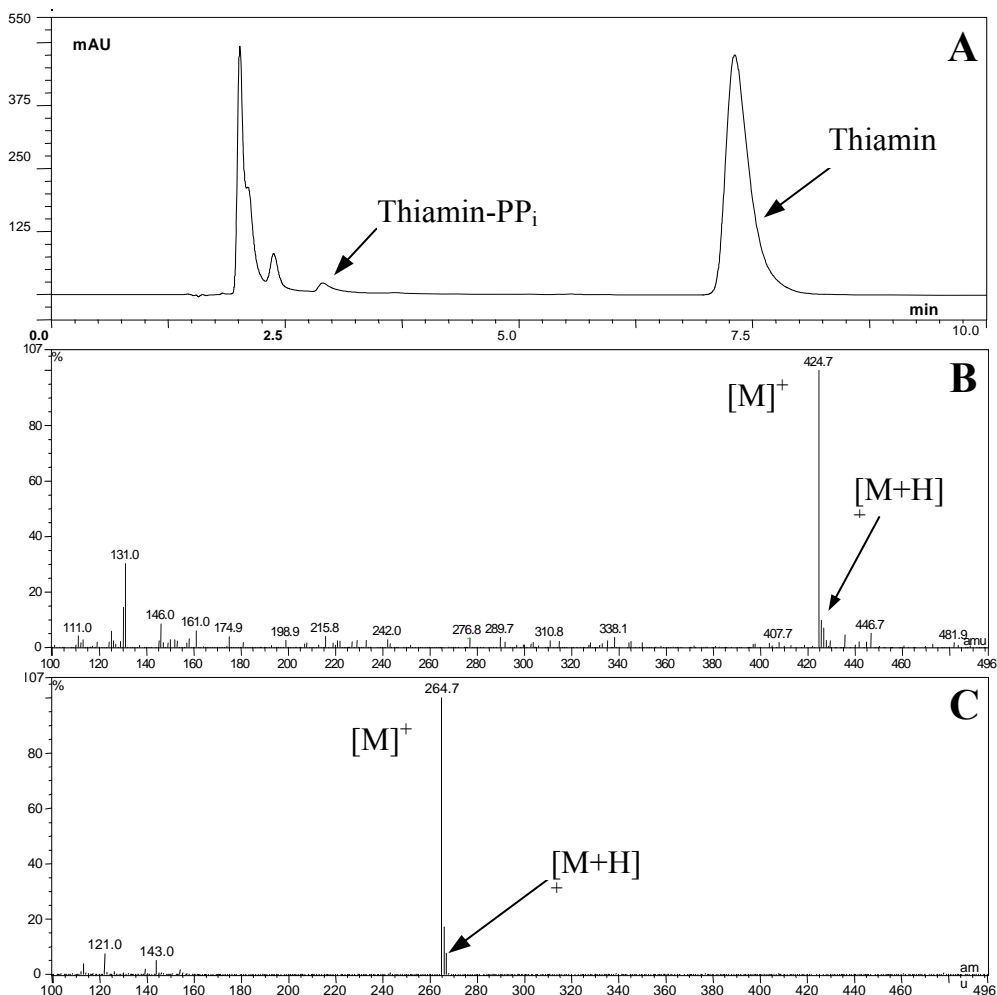 550
mAU
A
375
Thiamin
250
Thiamin-PPi
125
min
0.0 2.5 5.0 7.5 10.0
107
%
424.7
B
[M]+
80
60
[M+H]
+
40
131.0
20
111.0 146.0 161.0 174.9 198.9 215.8 242.0 276.8 289.7 310.8 338.1 407.7 446.7 481.9
0
amu
100 120 140 160 180 200 220 240 260 280 300 320 340 360 380 400 420 440 460 496
107
%
264.7
C
[M]+
80
60
40
[M+H]
+
20
121.0 143.0
0
am
u
100 120 140 160 180 200 220 240 260 280 300 320 340 360 380 400 420 440 460 496